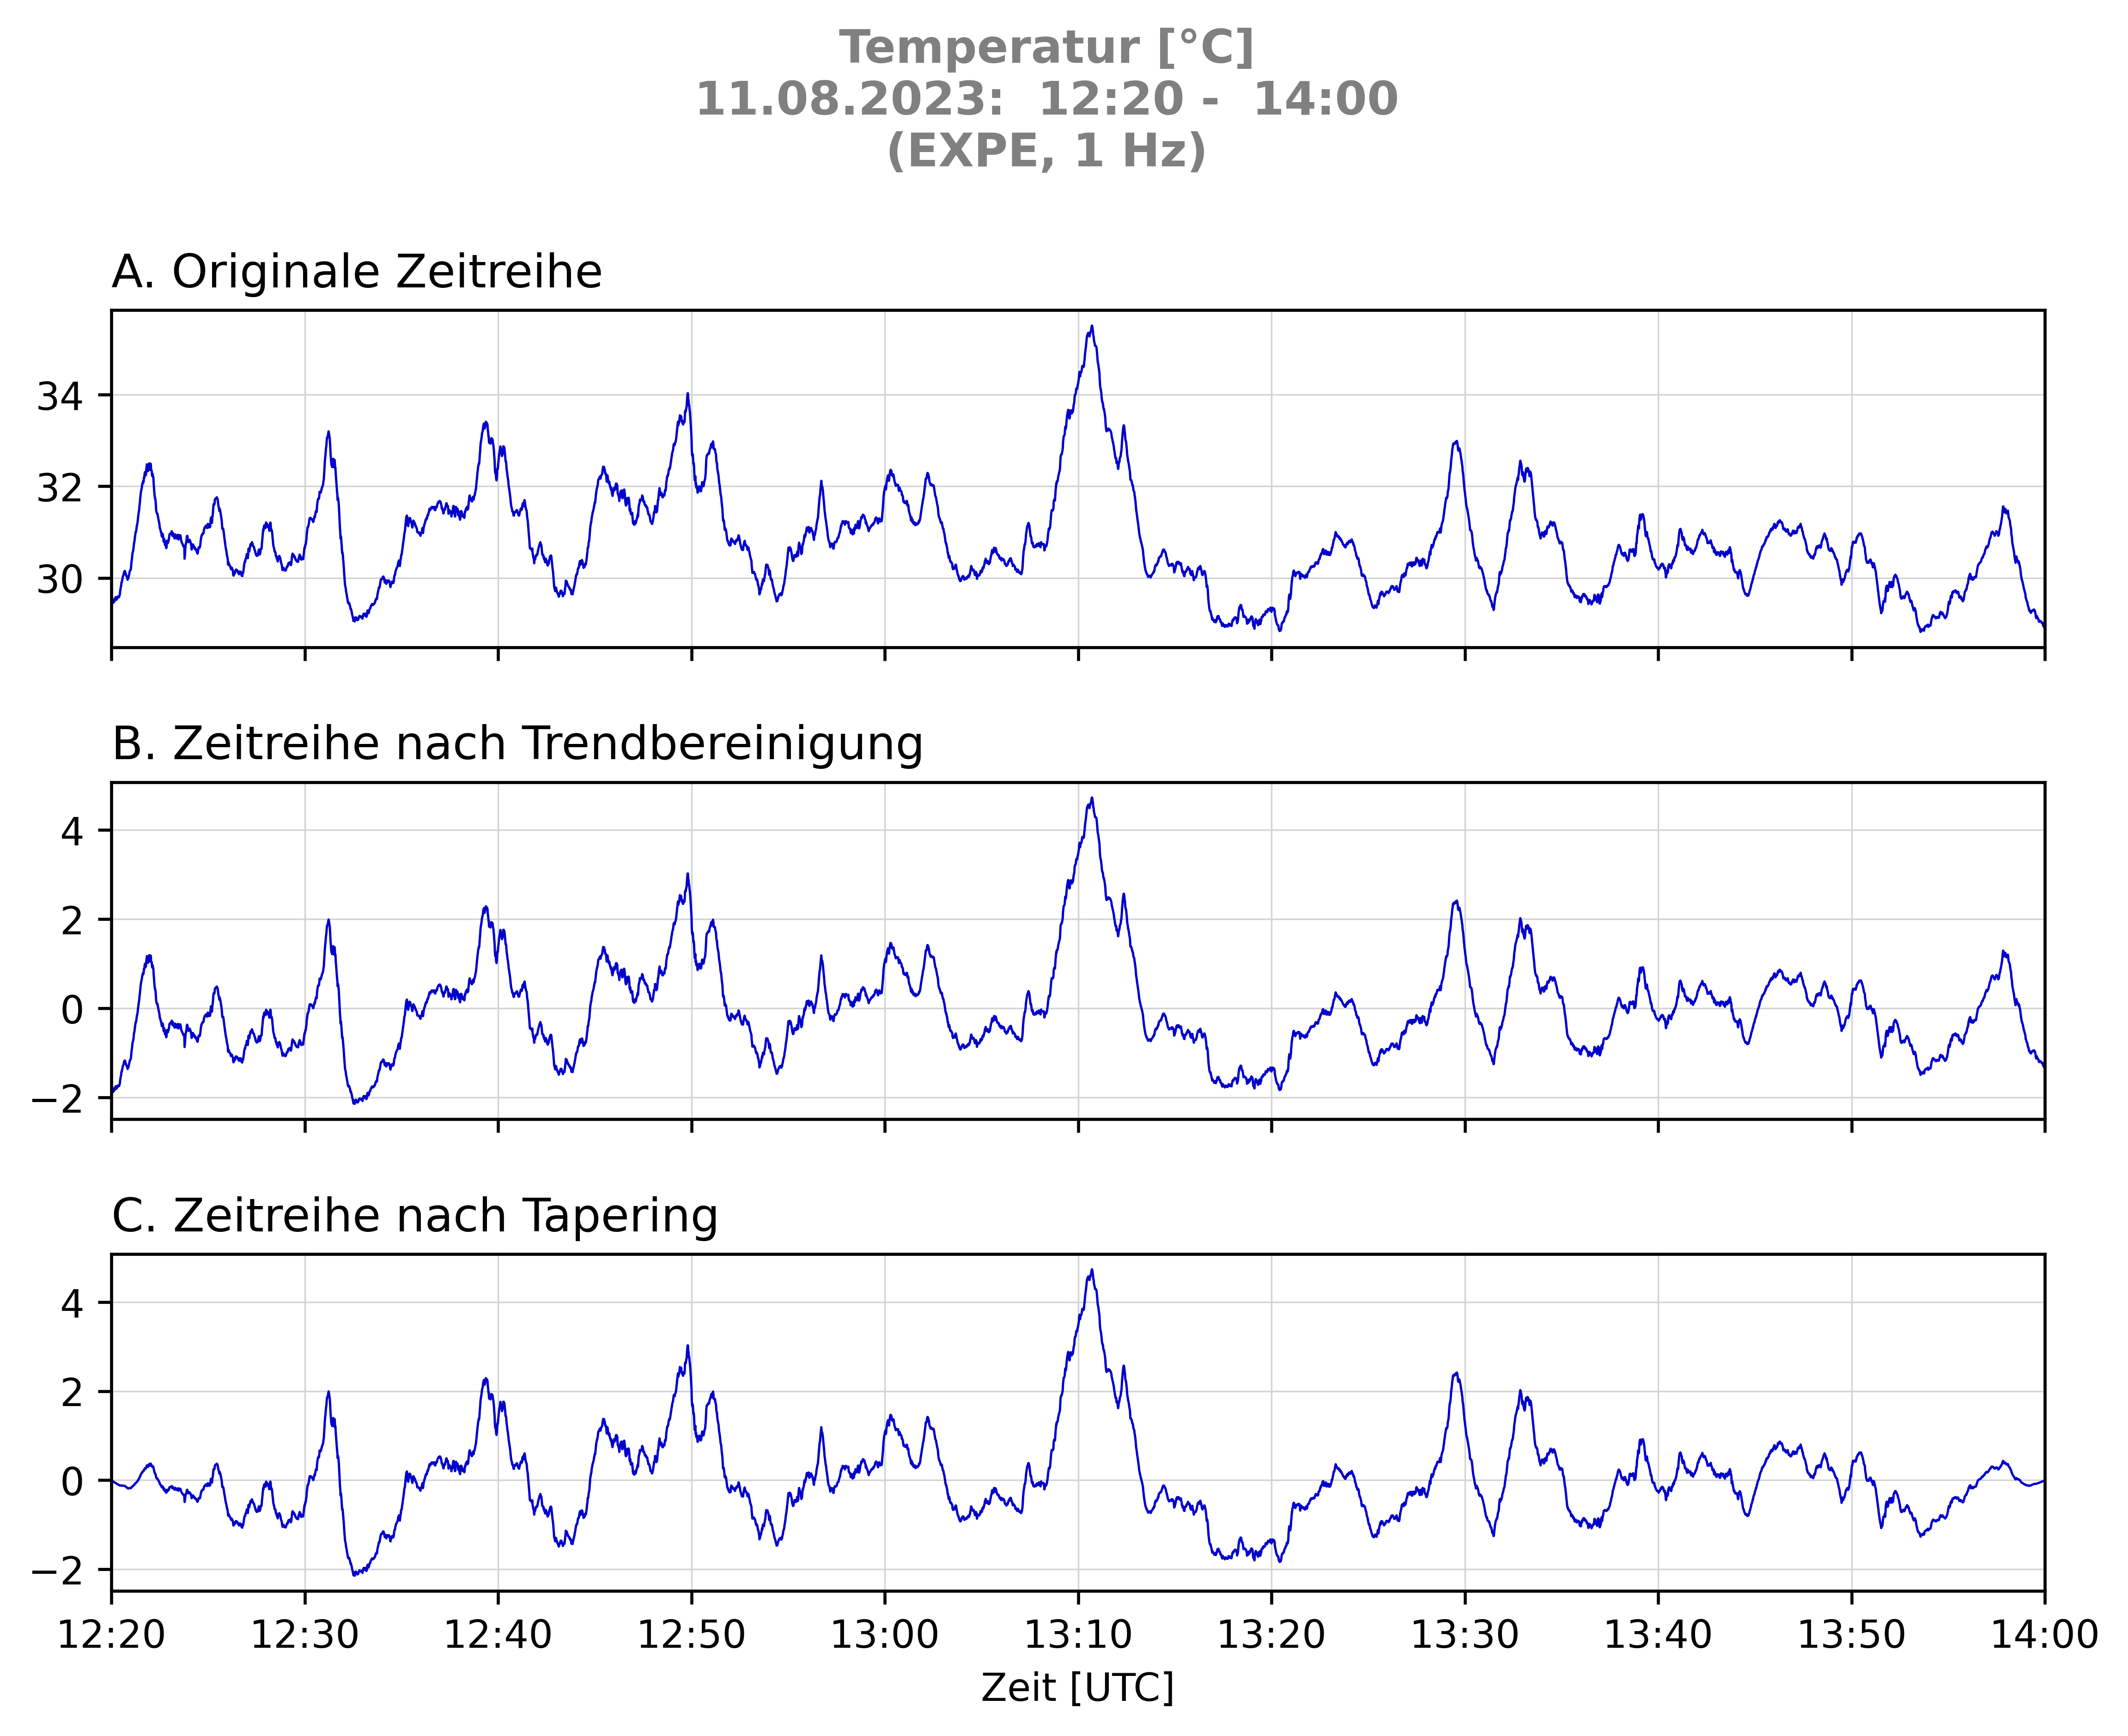 Temperatur [°C]
11.08.2023: 12:20 - 14:00
(EXPE, 1 Hz)
A. Originale Zeitreihe
34
32
30
B. Zeitreihe nach Trendbereinigung
4
2
0
−2
C. Zeitreihe nach Tapering
4
2
0
−2
12:20 12:30 12:40 12:50 13:00 13:10 13:20 13:30 13:40 13:50 14:00
Zeit [UTC]